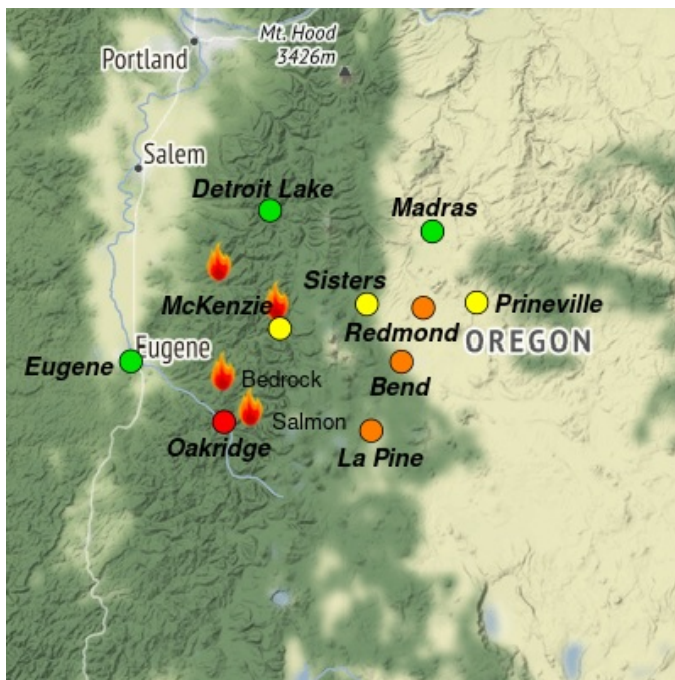 Mt. Hood
3426m
Portland
Salem
Detroit Lake
Madras
Sisters
McKenzie
Prineville
Redmond
OREGON
Eugene
Eugene
Bend
Bedrock
Salmon
Oakridge
La Pine